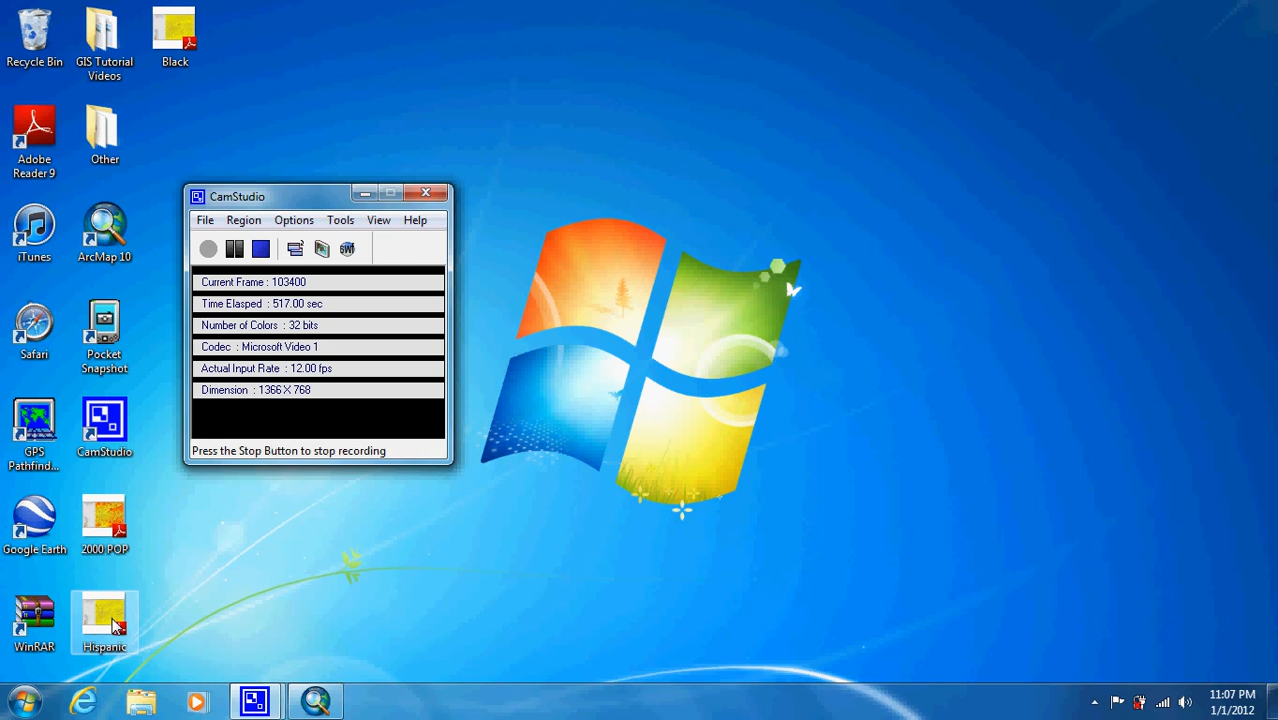 Recycle Bin
GIS Tutorial
Videos
Black
Adobe
Reader 9
Other
iTunes
ArcMap 10
Safari
Pocket
Snapshot
GPS
Pathfind...
CamStudio
Google Earth
2000 POP
WinRAR
Hispanic
CamStudio
File Region Options Tools View Help
SWF
Current Frame : 103400
Time Elasped : 517.00 sec
Number of Colors : 32 bits
Codec : Microsoft Video 1
Actual Input Rate : 12.00 fps
Dimension : 1366 X 768
Press the Stop Button to stop recording
11:07 PM
1/1/2012